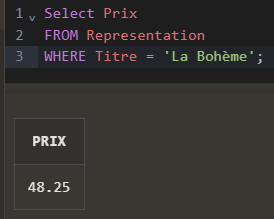 1 Select Prix
2 FROM Representation
3 WHERE Titre = 'La Bohème';
PRIX
48.25